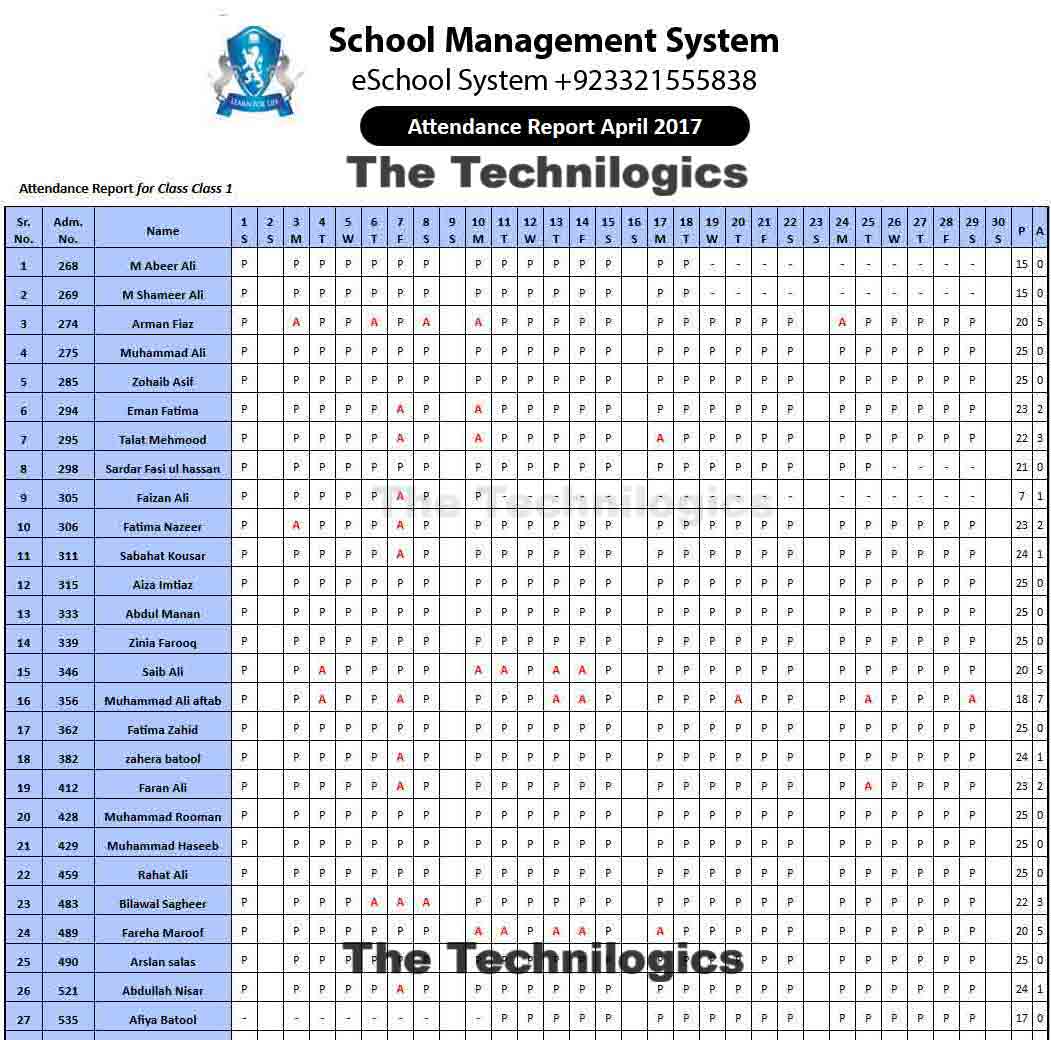 LEARN FOR LIFE
School Management System
eSchool System +923321555838
Attendance Report April 2017
The Technilogics
Attendance Report for Class Class 1
Sr. No. Adm. No. Name 1 S 2 S 3 M 4 T 5 W 6 T 7 F 8 S 9 S 10 M 11 T 12 W 13 T 14 F 15 S 16 S 17 M 18 T 19 W 20 T 21 F 22 S 23 S 24 M 25 T 26 W 27 T 28 F 29 S 30 S P A
1 268 M Abeer Ali P P P P P P P P P P P P P P P - - - - - - - - - - 15 0
2 269 M Shameer Ali P P P P P P P P P P P P P P P - - - - - - - - - - 15 0
3 274 Arman Fiaz P A P P A P A A P P P P P P P P P P P A P P P P P 20 5
4 275 Muhammad Ali P P P P P P P P P P P P P P P P P P P P P P P P P 25 0
5 285 Zohaib Asif P P P P P P P P P P P P P P P P P P P P P P P P P 25 0
6 294 Eman Fatima P P P P P A P A P P P P P P P P P P P P P P P P P 23 2
7 295 Talat Mehmood P P P P P A P A P P P P P A P P P P P P P P P P P 22 3
8 298 Sardar Fasi ul hassan P P P P P P P P P P P P P P P P P P P P P - - - - 21 0
9 305 Faizan Ali P P P P P A P P - - - - - - - - - - - - - - - - - 7 1
The Technilogics
10 306 Fatima Nazeer P A P P P A P P P P P P P P P P P P P P P P P P P 23 2
11 311 Sabahat Kousar P P P P P A P P P P P P P P P P P P P P P P P P P 24 1
12 315 Aiza Imtiaz P P P P P P P P P P P P P P P P P P P P P P P P P 25 0
13 333 Abdul Manan P P P P P P P P P P P P P P P P P P P P P P P P P 25 0
14 339 Zinia Farooq P P P P P P P P P P P P P P P P P P P P P P P P P 25 0
15 346 Saib Ali P P A P P P P A A P A A P P P P P P P P P P P P P 20 5
16 356 Muhammad Ali aftab P P A P P A P P P P A A P P P P A P P P A P P P A 18 7
17 362 Fatima Zahid P P P P P P P P P P P P P P P P P P P P P P P P P 25 0
18 382 zahera batool P P P P P A P P P P P P P P P P P P P P P P P P P 24 1
19 412 Faran Ali P P P P P A P P P P P P P P P P P P P P A P P P P 23 2
20 428 Muhammad Rooman P P P P P P P P P P P P P P P P P P P P P P P P P 25 0
21 429 Muhammad Haseeb P P P P P P P P P P P P P P P P P P P P P P P P P 25 0
22 459 Rahat Ali P P P P P P P P P P P P P P P P P P P P P P P P P 25 0
23 483 Bilawal Sagheer P P P P A A A P P P P P P P P P P P P P P P P P P 22 3
24 489 Fareha Maroof P P P P P P P A A P A A P A P P P P P P P P P P P 20 5
25 490 Arslan salas P P P P P P P P P P P P P P P P P P P P P P P P P 25 0
The Technilogics
26 521 Abdullah Nisar P P P P P A P P P P P P P P P P P P P P P P P P P 24 1
27 535 Afiya Batool - - - - - - - - P P P P P P P P P P P P P P P P P 17 0